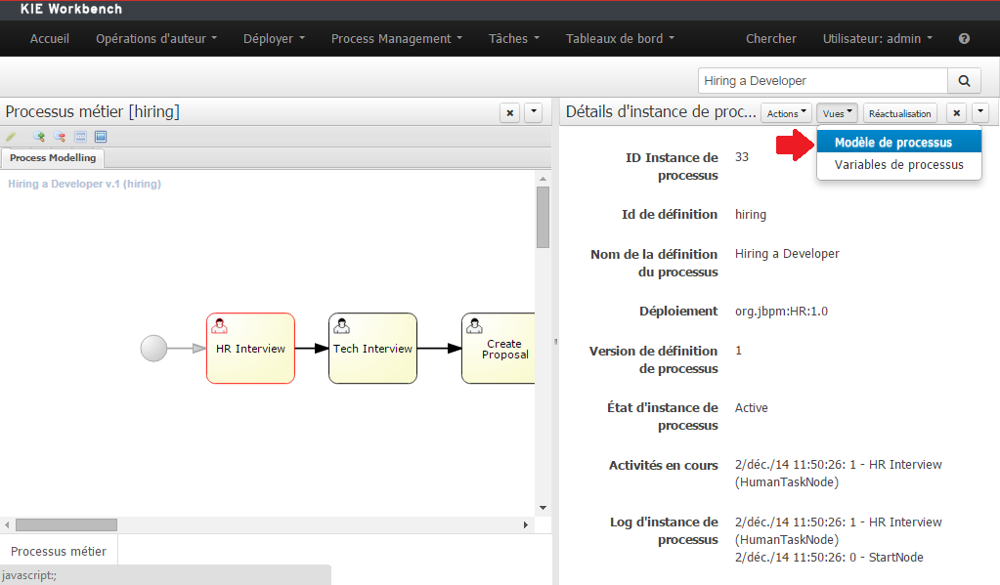 KIE Workbench
Accueil Opérations d'auteur Déployer Process Management Tâches Tableaux de bord Chercher Utilisateur: admin ?
Hiring a Developer
Processus métier [hiring]
Process Modelling
Hiring a Developer v.1 (hiring)
HR Interview
Tech Interview
Create
Proposal
Processus métier
javascript:;
Détails d'instance de proc... Actions Vues Réactualisation
Modèle de processus
Variables de processus
ID Instance de 33
processus
Id de définition hiring
Nom de la définition Hiring a Developer
du processus
Déploiement org.jbpm:HR:1.0
Version de définition 1
de processus
État d'instance de Active
processus
Activités en cours 2/déc./14 11:50:26: 1 - HR Interview
(HumanTaskNode)
Log d'instance de 2/déc./14 11:50:26: 1 - HR Interview
processus (HumanTaskNode)
2/déc./14 11:50:26: 0 - StartNode